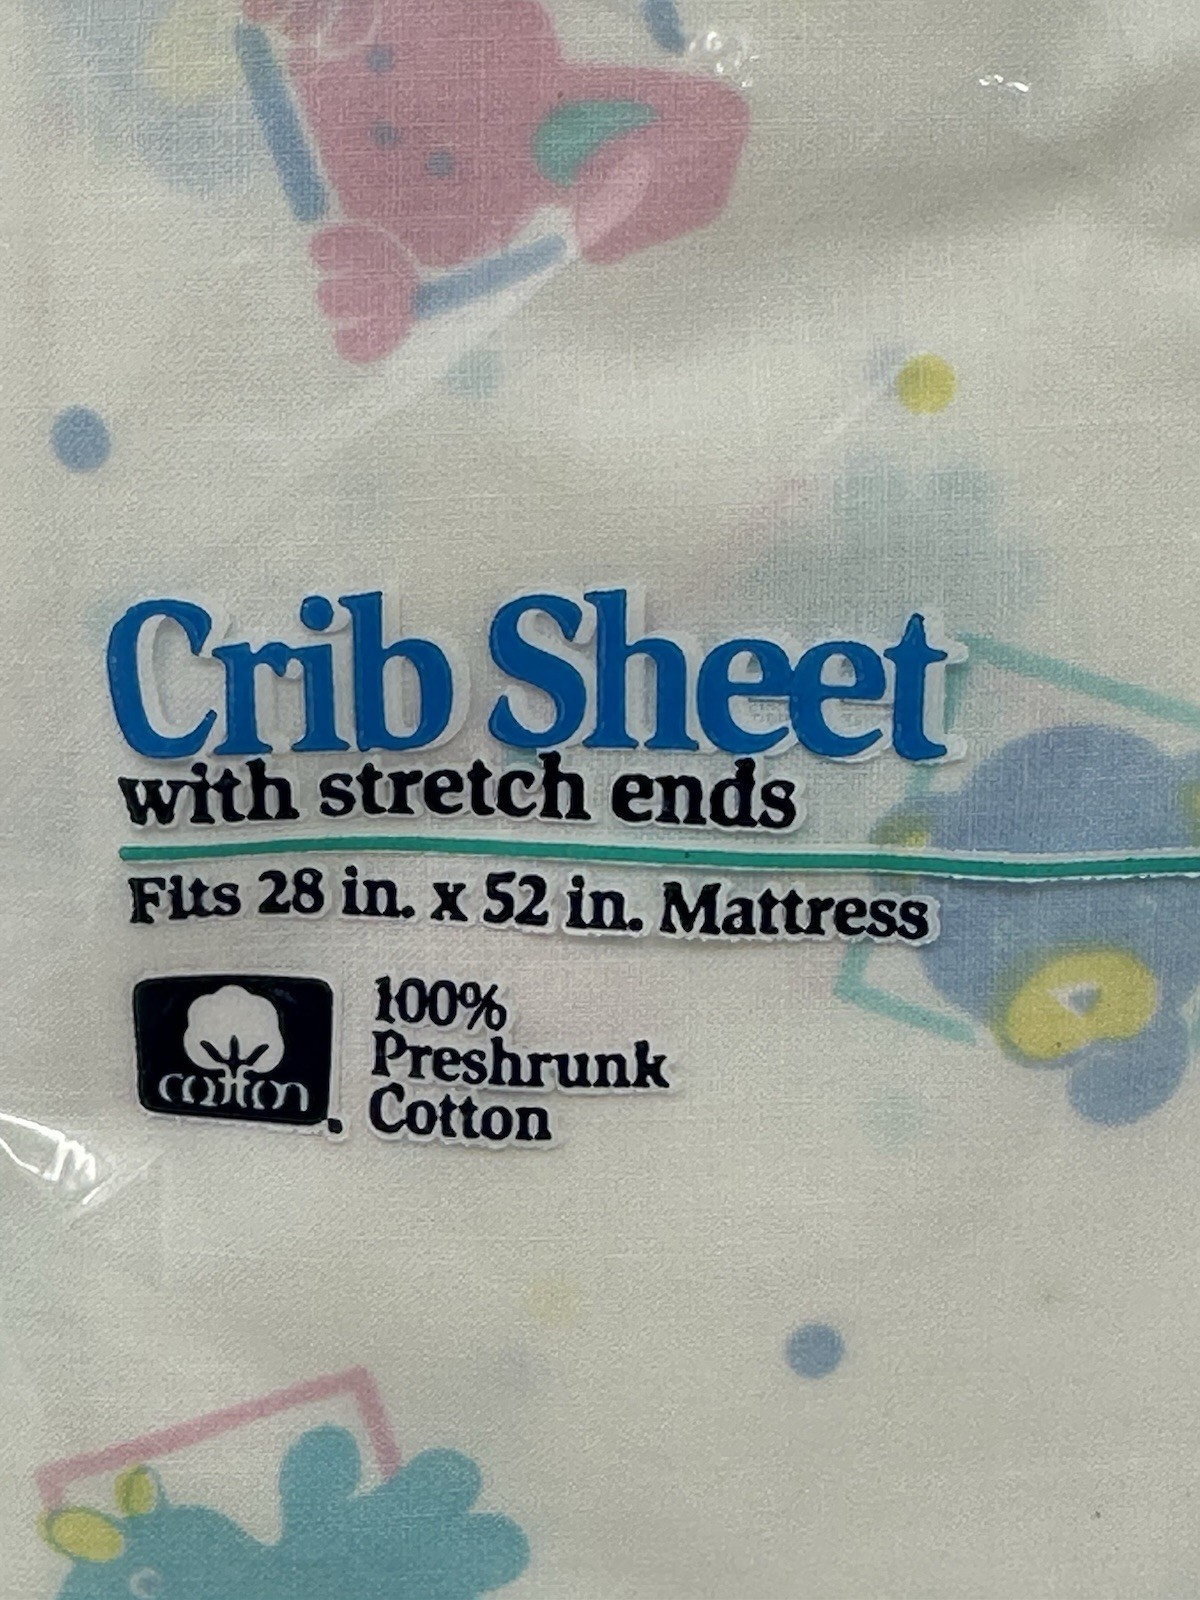 Crib Sheet
with stretch ends
Fits 28 in. x 52 in. Mattress
cotton
100%
Preshrunk
Cotton